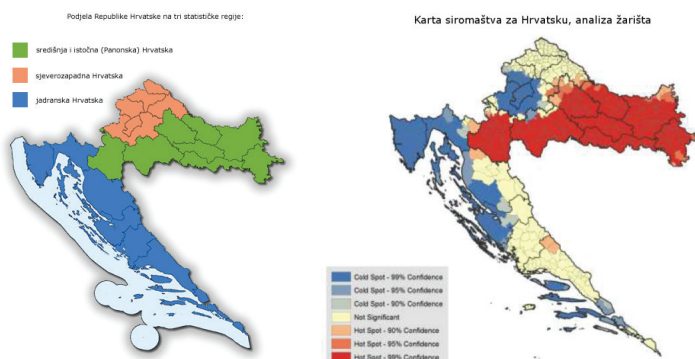 Podjela Republike Hrvatske na tri statističke regije:
središnja i istočna (Panonska) Hrvatska
sjeverozapadna Hrvatska
jadranska Hrvatska
Karta siromaštva za Hrvatsku, analiza žarišta
Cold Spot - 99% Confidence
Cold Spot - 95% Confidence
Cold Spot - 90% Confidence
Not Significant
Hot Spot - 90% Confidence
Hot Spot - 95% Confidence
Hot Spot - 99% Confidence